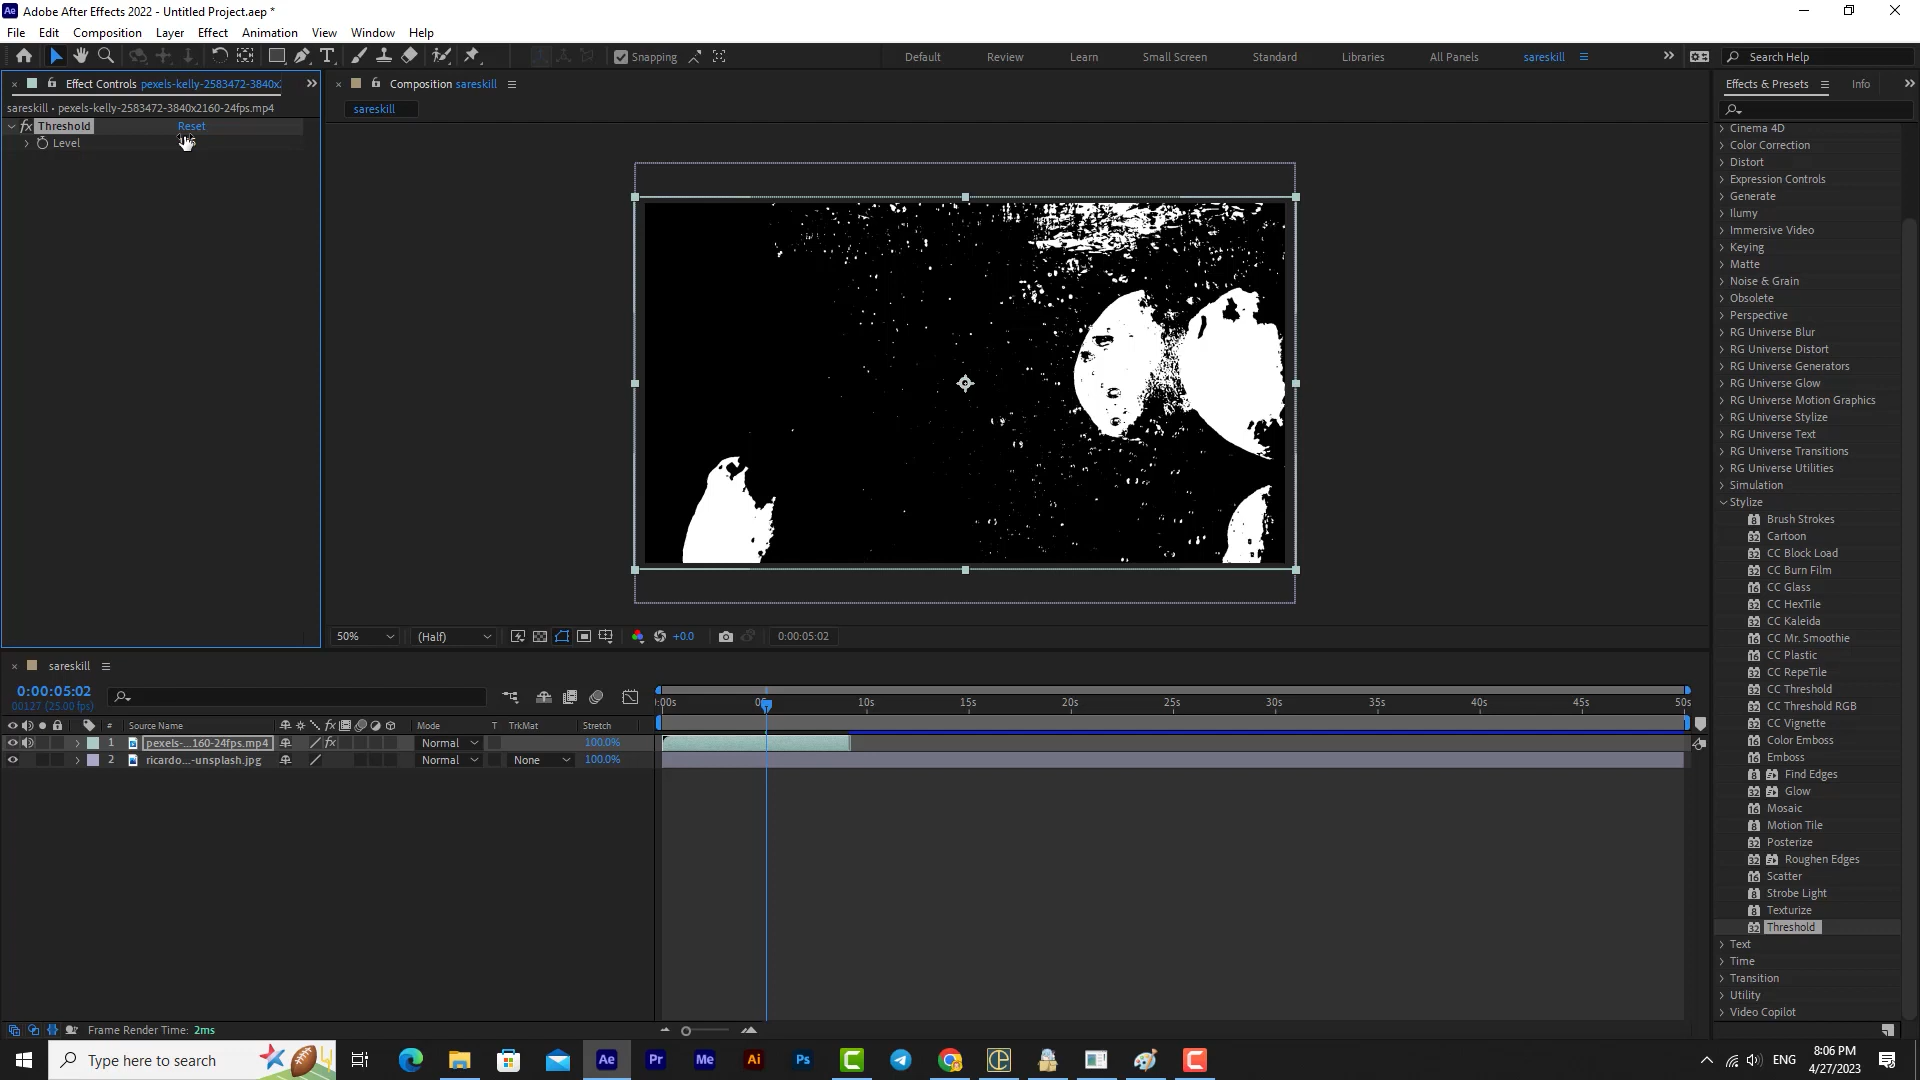 Adobe After Effects 2022 - Untitled Project.aep *
File Edit Composition Layer Effect Animation View Window Help
Snapping Default Review Learn Small Screen Standard Libraries All Panels sareskill Search Help
Effect Controls pexels-kelly-2583472-3840x2
sareskill • pexels-kelly-2583472-3840x2160-24fps.mp4
fx Threshold Reset
Level
Composition sareskill
sareskill
50% (Half) +0.0 0:00:05:02
Effects & Presets Info
Cinema 4D
Color Correction
Distort
Expression Controls
Generate
Ilumy
Immersive Video
Keying
Matte
Noise & Grain
Obsolete
Perspective
RG Universe Blur
RG Universe Distort
RG Universe Generators
RG Universe Glow
RG Universe Motion Graphics
RG Universe Stylize
RG Universe Text
RG Universe Transitions
RG Universe Utilities
Simulation
Stylize
Brush Strokes
Cartoon
CC Block Load
CC Burn Film
CC Glass
CC HexTile
CC Kaleida
CC Mr. Smoothie
CC Plastic
CC RepeTile
CC Threshold
CC Threshold RGB
CC Vignette
Color Emboss
Emboss
Find Edges
Glow
Mosaic
Motion Tile
Posterize
Roughen Edges
Scatter
Strobe Light
Texturize
Threshold
Text
Time
Transition
Utility
Video Copilot
sareskill
0:00:05:02
00127 (25.00 fps)
:00s 10s 15s 20s 25s 30s 35s 40s 45s 50s
# Source Name Mode T TrkMat Stretch
1 pexels-...160-24fps.mp4 Normal 100.0%
2 ricardo...-unsplash.jpg Normal None 100.0%
Frame Render Time: 2ms
Type here to search
Ae Pr Me Ai Ps
ENG
8:06 PM
4/27/2023